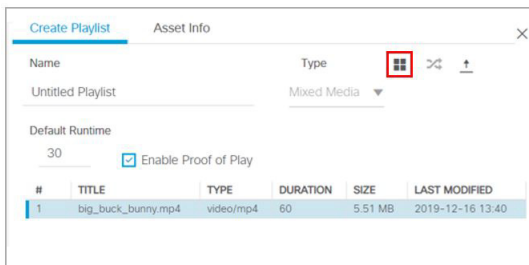 Create Playlist Asset Info
Name Type
Untitled Playlist Mixed Media
Default Runtime
30 Enable Proof of Play
# TITLE TYPE DURATION SIZE LAST MODIFIED
1 big_buck_bunny.mp4 video/mp4 60 5.51 MB 2019-12-16 13:40